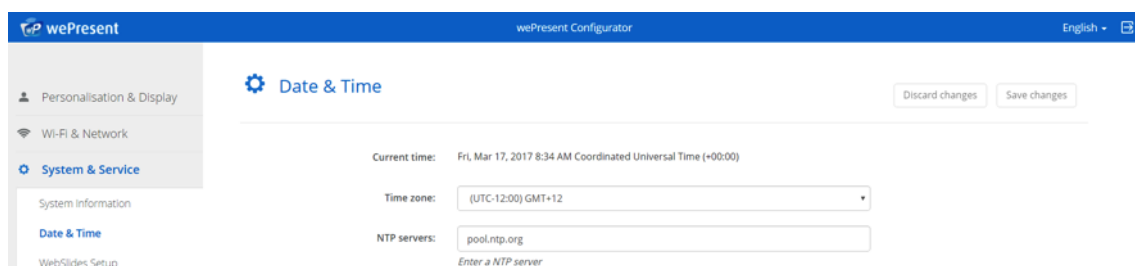 wePresent
wePresent Configurator
English
Date & Time
Discard changes
Save changes
Personalisation & Display
Wi-Fi & Network
System & Service
System Information
Date & Time
WebSlides Setup
Current time: Fri, Mar 17, 2017 8:34 AM Coordinated Universal Time (+00:00)
Time zone: (UTC-12:00) GMT+12
NTP servers: pool.ntp.org
Enter a NTP server